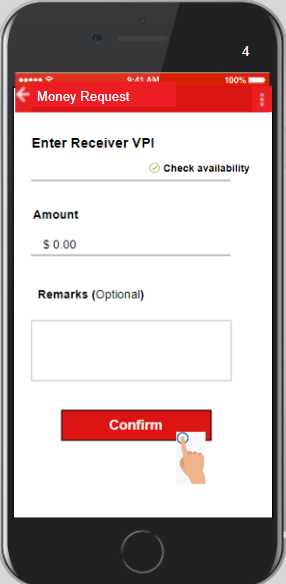 4
9:41 AM 100%
Money Request
Enter Receiver VPI
Check availability
Amount
$ 0.00
Remarks (Optional)
Confirm